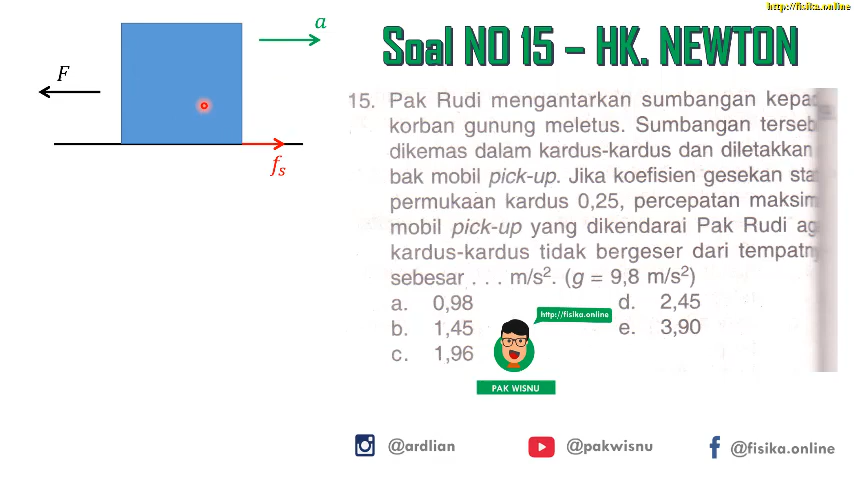 http://fisika.online
a
F
f_s
Soal NO 15 – HK. NEWTON
15. Pak Rudi mengantarkan sumbangan kepa
korban gunung meletus. Sumbangan terseb
dikemas dalam kardus-kardus dan diletakkan
bak mobil pick-up. Jika koefisien gesekan sta
permukaan kardus 0,25, percepatan maksim
mobil pick-up yang dikendarai Pak Rudi ag
kardus-kardus tidak bergeser dari tempatny
sebesar . . . m/s². (g = 9,8 m/s²)
a. 0,98
b. 1,45
c. 1,96
d. 2,45
e. 3,90
http://fisika.online
PAK WISNU
@ardlian
@pakwisnu
@fisika.online